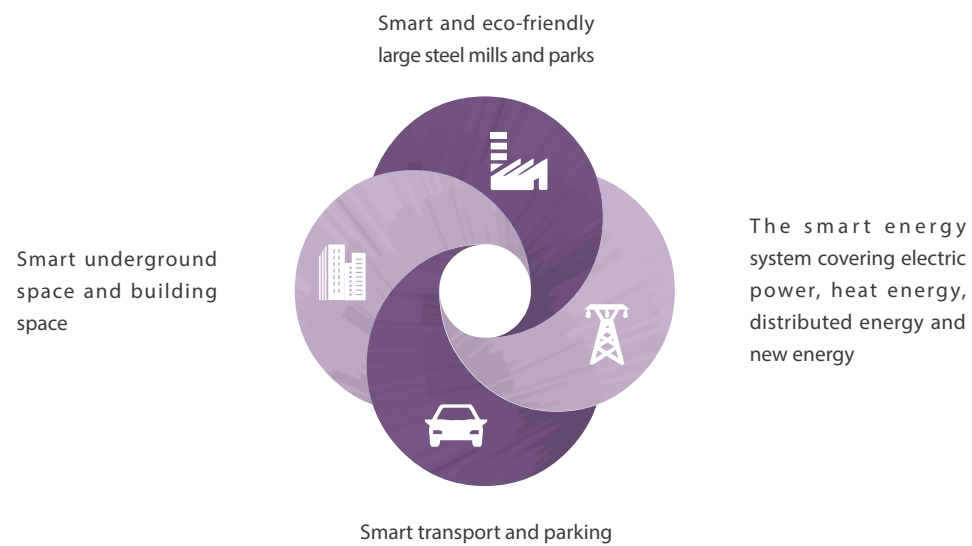 Smart and eco-friendly
large steel mills and parks
Smart underground
space and building
space
The smart energy
system covering electric
power, heat energy,
distributed energy and
new energy
Smart transport and parking